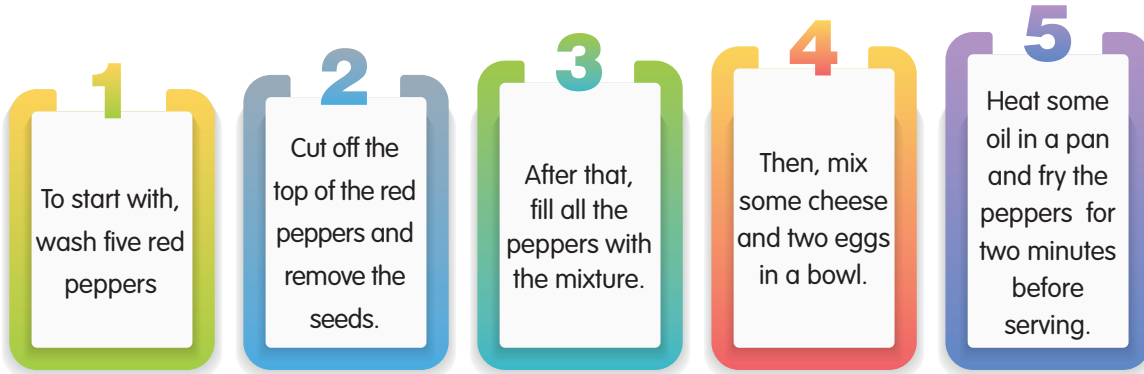 1
To start with,
wash five red
peppers
2
Cut off the
top of the red
peppers and
remove the
seeds.
3
After that,
fill all the
peppers with
the mixture.
4
Then, mix
some cheese
and two eggs
in a bowl.
5
Heat some
oil in a pan
and fry the
peppers for
two minutes
before
serving.